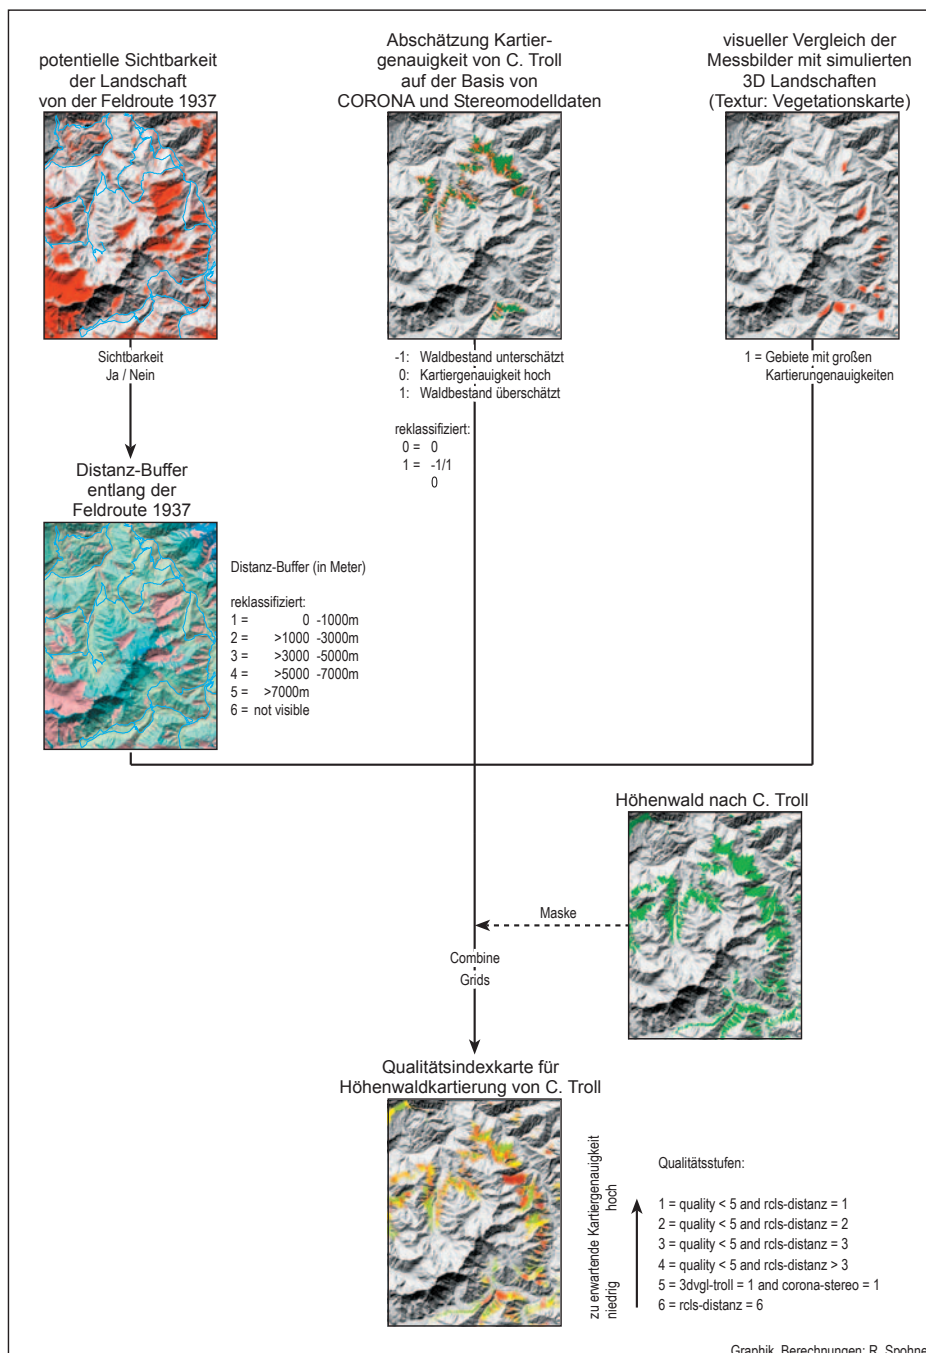 potentielle Sichtbarkeit
der Landschaft
von der Feldroute 1937
Abschätzung Kartier-
genauigkeit von C. Troll
auf der Basis von
CORONA und Stereomodelldaten
visueller Vergleich der
Messbilder mit simulierten
3D Landschaften
(Textur: Vegetationskarte)
Sichtbarkeit
Ja / Nein
-1: Waldbestand unterschätzt
0: Kartiergenauigkeit hoch
1: Waldbestand überschätzt
reklassifiziert:
0 = 0
1 = -1/1
0
1 = Gebiete mit großen
Kartierungenauigkeiten
Distanz-Buffer
entlang der
Feldroute 1937
Distanz-Buffer (in Meter)
reklassifiziert:
1 = 0 -1000m
2 = >1000 -3000m
3 = >3000 -5000m
4 = >5000 -7000m
5 = >7000m
6 = not visible
Höhenwald nach C. Troll
Maske
Combine
Grids
Qualitätsindexkarte für
Höhenwaldkartierung von C. Troll
zu erwartende Kartiergenauigkeit
niedrig hoch
Qualitätsstufen:
1 = quality < 5 and rcls-distanz = 1
2 = quality < 5 and rcls-distanz = 2
3 = quality < 5 and rcls-distanz = 3
4 = quality < 5 and rcls-distanz > 3
5 = 3dvgl-troll = 1 and corona-stereo = 1
6 = rcls-distanz = 6
Graphik, Berechnungen: R. Spohne